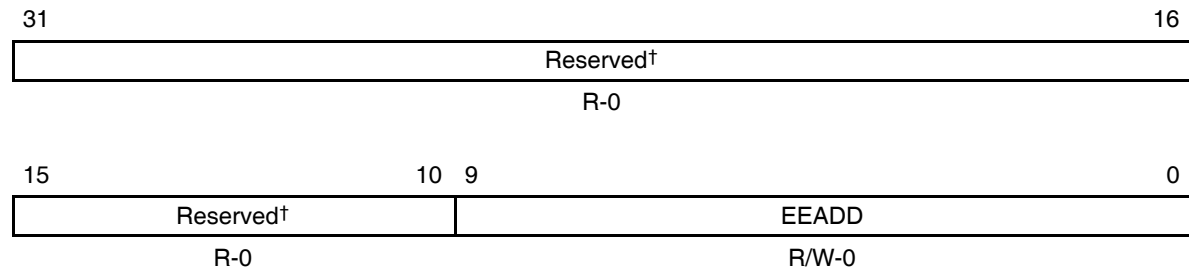 31 16
Reserved†
R-0
15 10 9 0
Reserved† EEADD
R-0 R/W-0